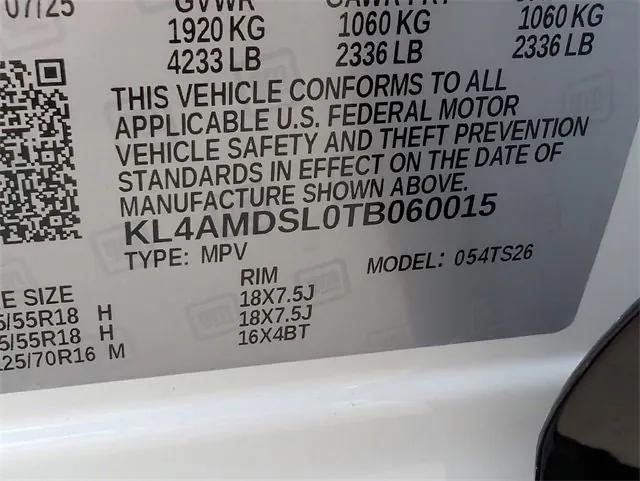 07/25 GVWR GAWR FRT
1920 KG 1060 KG 1060 KG
4233 LB 2336 LB 2336 LB
THIS VEHICLE CONFORMS TO ALL
APPLICABLE U.S. FEDERAL MOTOR
VEHICLE SAFETY AND THEFT PREVENTION
STANDARDS IN EFFECT ON THE DATE OF
MANUFACTURE SHOWN ABOVE.
KL4AMDSL0TB060015
TYPE: MPV MODEL: 054TS26
E SIZE RIM
5/55R18 H 18X7.5J
5/55R18 H 18X7.5J
125/70R16 M 16X4BT